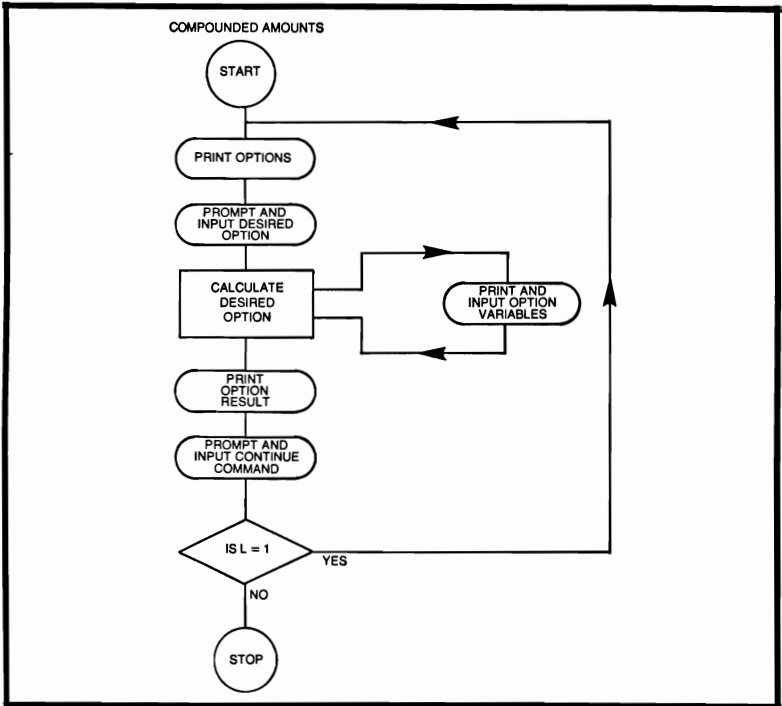 COMPOUNDED AMOUNTS
START
PRINT OPTIONS
PROMPT AND
INPUT DESIRED
OPTION
CALCULATE
DESIRED
OPTION
PRINT AND
INPUT OPTION
VARIABLES
PRINT
OPTION
RESULT
PROMPT AND
INPUT CONTINUE
COMMAND
IS L = 1
YES
NO
STOP